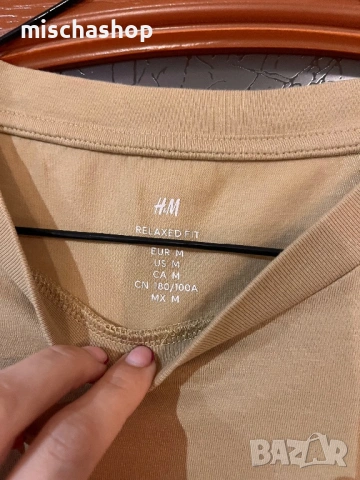 mischashop
H&M
RELAXED FIT
EUR M
US M
CA M
CN 180/100A
MX M
BAZAR